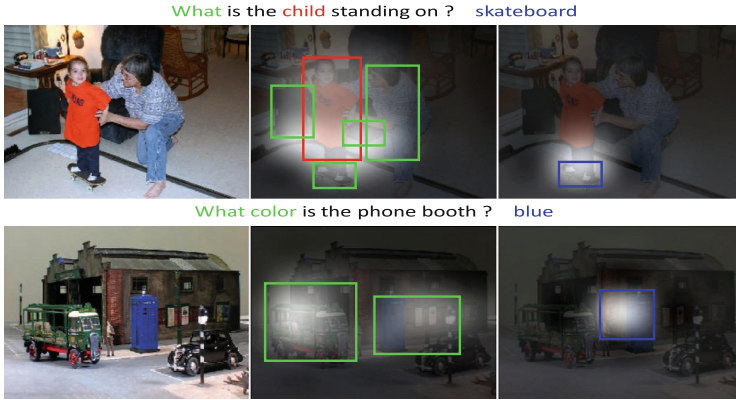 What is the child standing on ? skateboard
What color is the phone booth ? blue